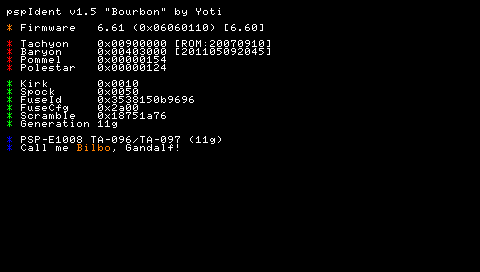 pspIdent v1.5 "Bourbon" by Yoti
* Firmware 6.61 (0x06060110) [6.60]
* Tachyon 0x00900000 [ROM:20070910]
* Baryon 0x00403000 [201105092045]
* Pommel 0x00000154
* Polestar 0x00000124
* Kirk 0x0010
* Spock 0x0050
* FuseId 0x3538150b9696
* FuseCfg 0x2a00
* Scramble 0x18751a76
* Generation 11g
* PSP-E1008 TA-096/TA-097 (11g)
* Call me Bilbo, Gandalf!